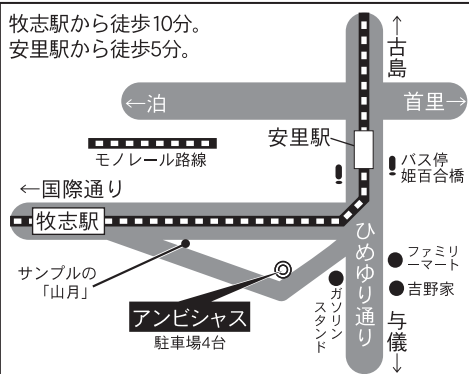 牧志駅から徒歩10分。
安里駅から徒歩5分。
←古島
←泊
首里→
安里駅
モノレール路線
バス停
姫百合橋
←国際通り
牧志駅
ひめゆり通り
サンプルの
「山月」
ファミリ
ーマート
吉野家
ガソリン
スタンド
アンビシャス
駐車場4台
与儀→